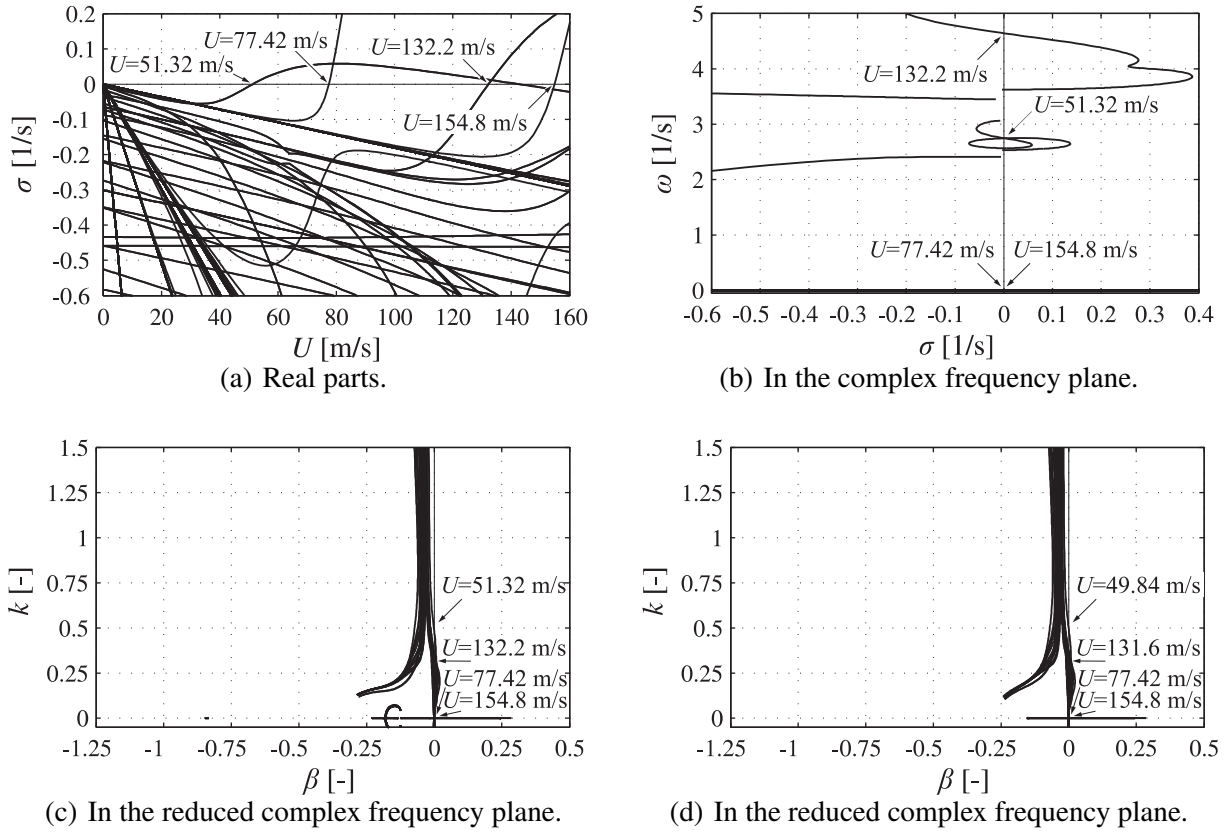 0.2
0.1
0
-0.1
-0.2
-0.3
-0.4
-0.5
-0.6
σ [1/s]
U=77.42 m/s
U=132.2 m/s
U=51.32 m/s
U=154.8 m/s
0 20 40 60 80 100 120 140 160
U [m/s]
(a) Real parts.
5
4
3
2
1
0
ω [1/s]
U=132.2 m/s
U=51.32 m/s
U=77.42 m/s
U=154.8 m/s
-0.6 -0.5 -0.4 -0.3 -0.2 -0.1 0 0.1 0.2 0.3 0.4
σ [1/s]
(b) In the complex frequency plane.
1.5
1.25
1
0.75
0.5
0.25
0
k [-]
U=51.32 m/s
U=132.2 m/s
U=77.42 m/s
U=154.8 m/s
-1.25 -1 -0.75 -0.5 -0.25 0 0.25 0.5
β [-]
(c) In the reduced complex frequency plane.
1.5
1.25
1
0.75
0.5
0.25
0
k [-]
U=49.84 m/s
U=131.6 m/s
U=77.42 m/s
U=154.8 m/s
-1.25 -1 -0.75 -0.5 -0.25 0 0.25 0.5
β [-]
(d) In the reduced complex frequency plane.